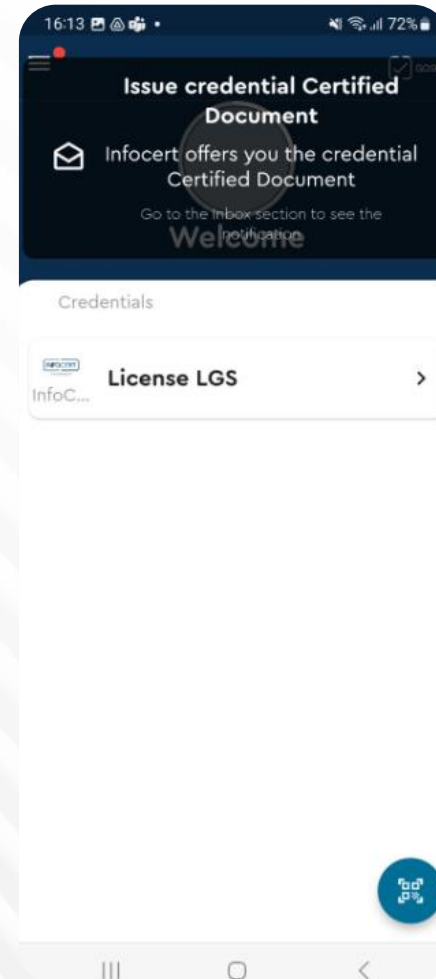 16:13
72%
Issue credential Certified
Document
Infocert offers you the credential
Certified Document
Go to the Inbox section to see the
notification
Welcome
Credentials
INFOCERT
License LGS
InfoC...